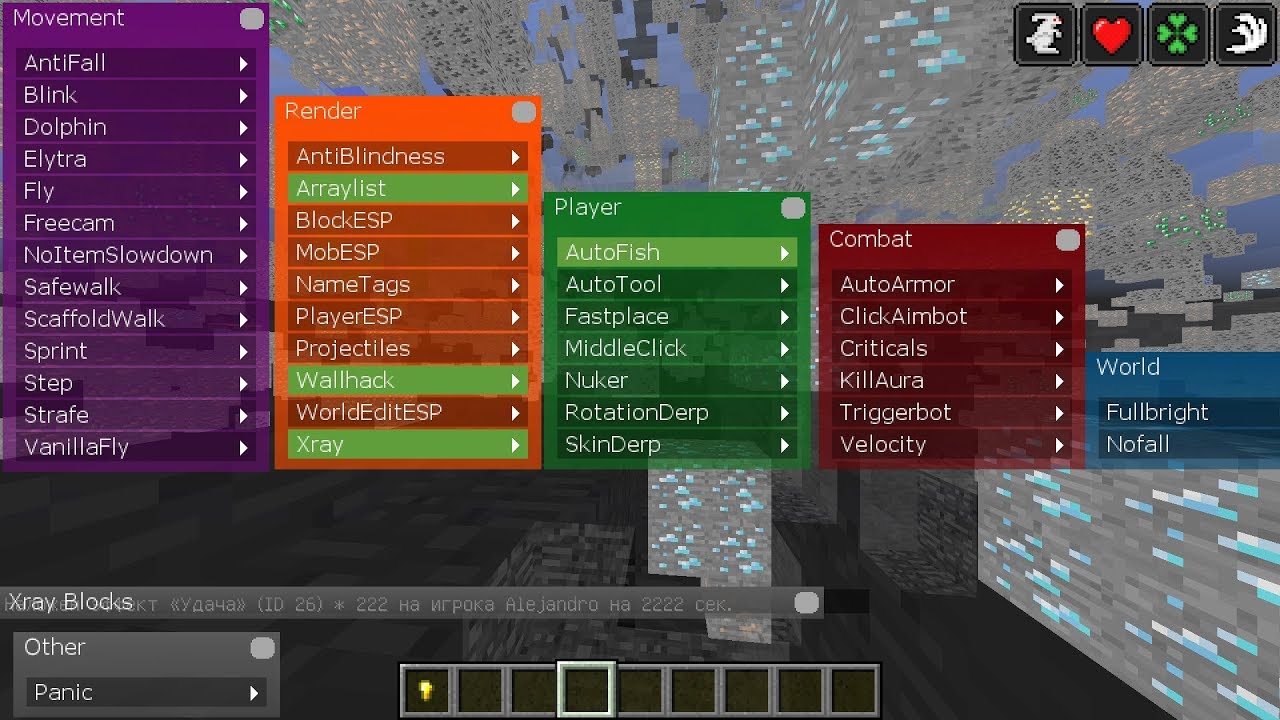 Movement
AntiFall
Blink
Dolphin
Elytra
Fly
Freecam
NoItemSlowdown
Safewalk
ScaffoldWalk
Sprint
Step
Strafe
VanillaFly
Render
AntiBlindness
Arraylist
BlockESP
MobESP
NameTags
PlayerESP
Projectiles
Wallhack
WorldEditESP
Xray
Player
AutoFish
AutoTool
Fastplace
MiddleClick
Nuker
RotationDerp
SkinDerp
Combat
AutoArmor
ClickAimbot
Criticals
KillAura
Triggerbot
Velocity
World
Fullbright
Nofall
Xray Blocks
«Удача» (ID 26) * 222 на игрока Alejandro на 2222 сек.
Other
Panic